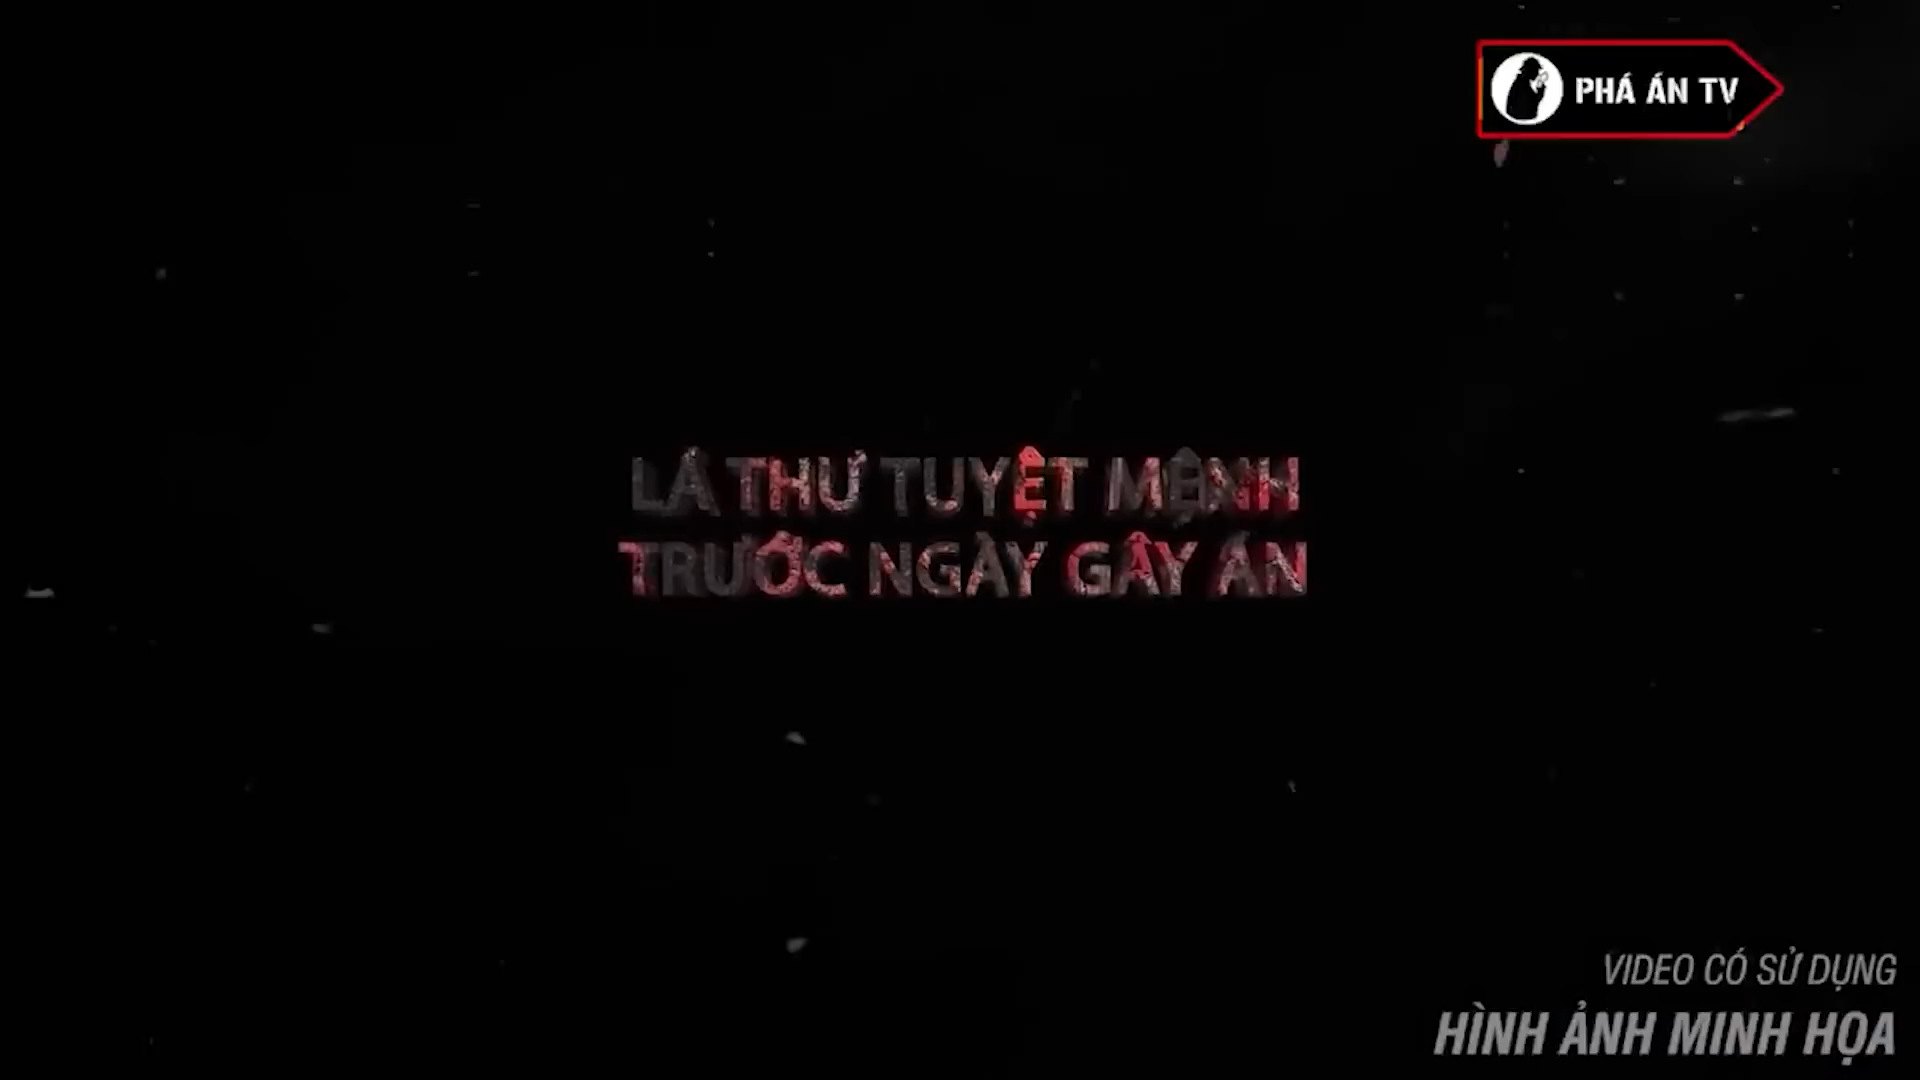 PHÁ ÁN TV
LÁ THƯ TUYỆT MỆNH
TRƯỚC NGÀY GÂY ÁN
VIDEO CÓ SỬ DỤNG
HÌNH ẢNH MINH HỌA